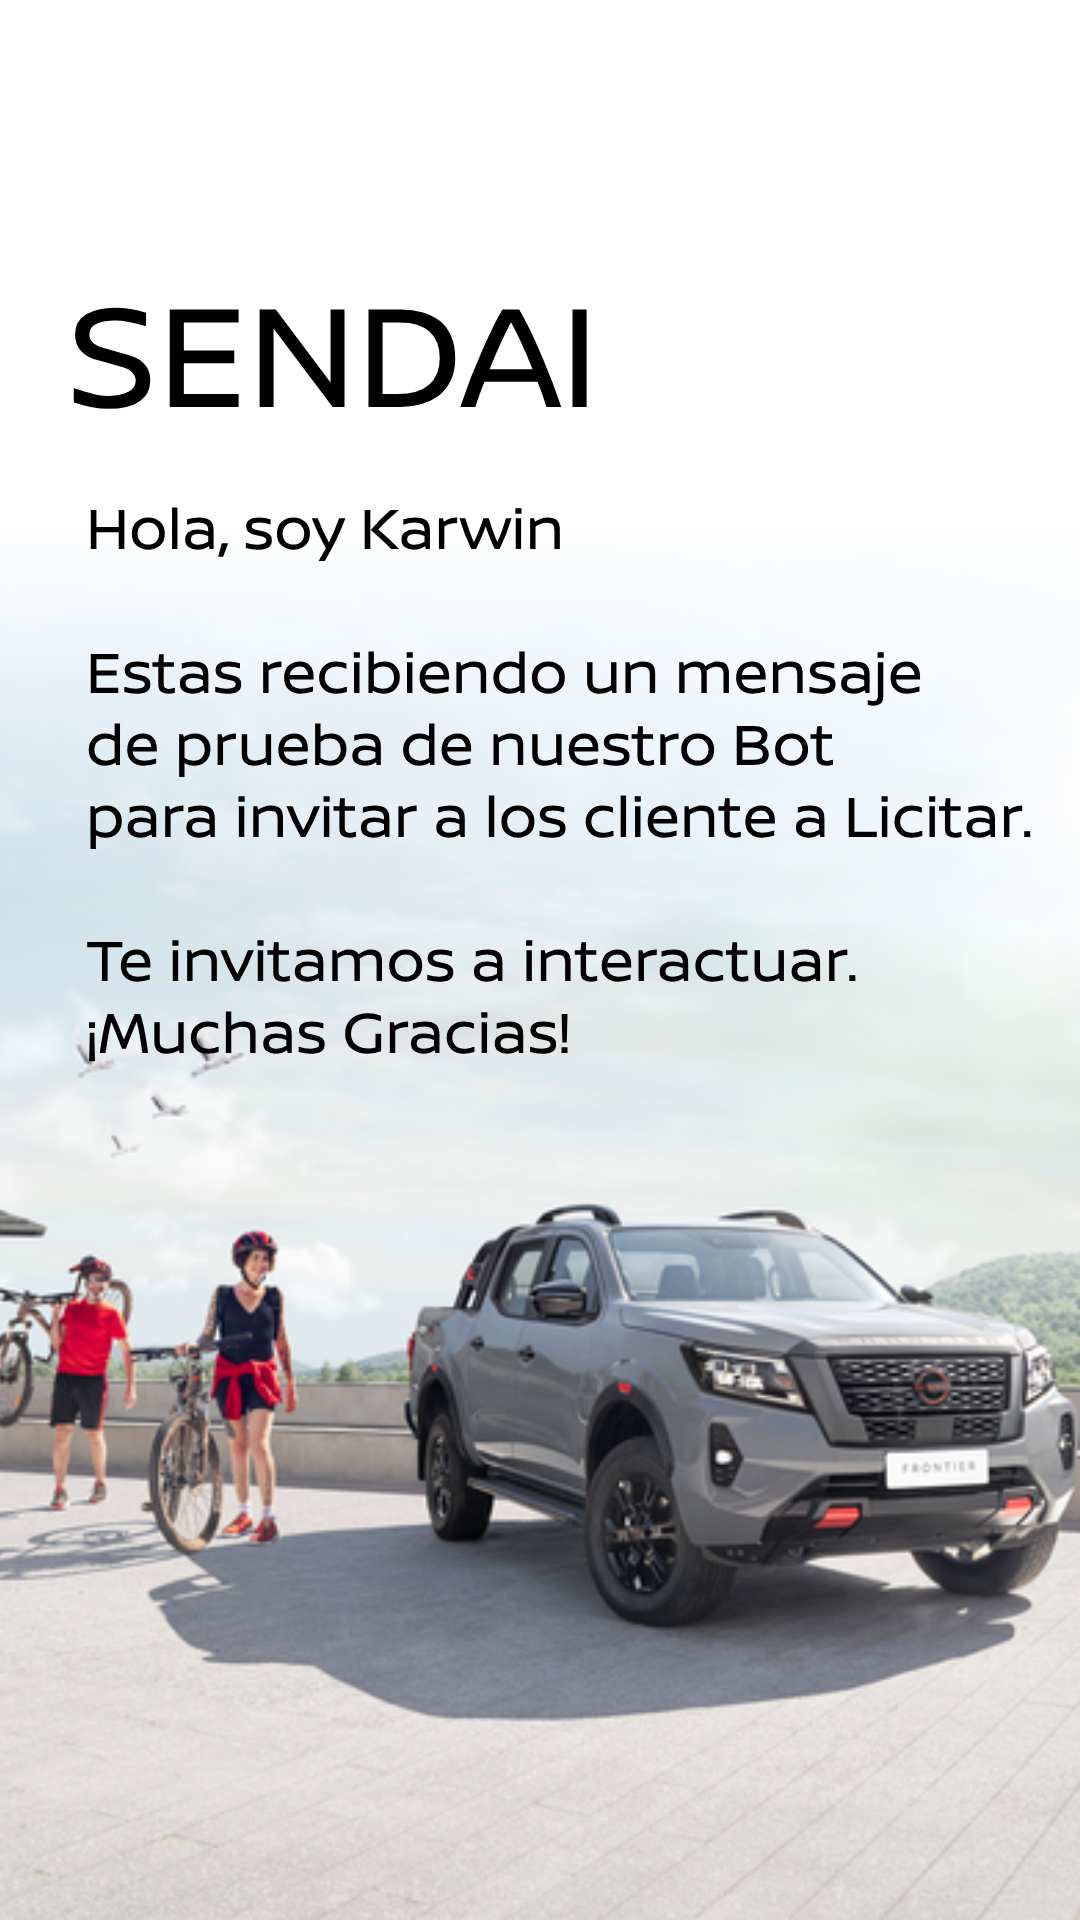 SENDAI
Hola, soy Karwin
Estas recibiendo un mensaje
de prueba de nuestro Bot
para invitar a los cliente a Licitar.
Te invitamos a interactuar.
¡Muchas Gracias!
FRONTIER